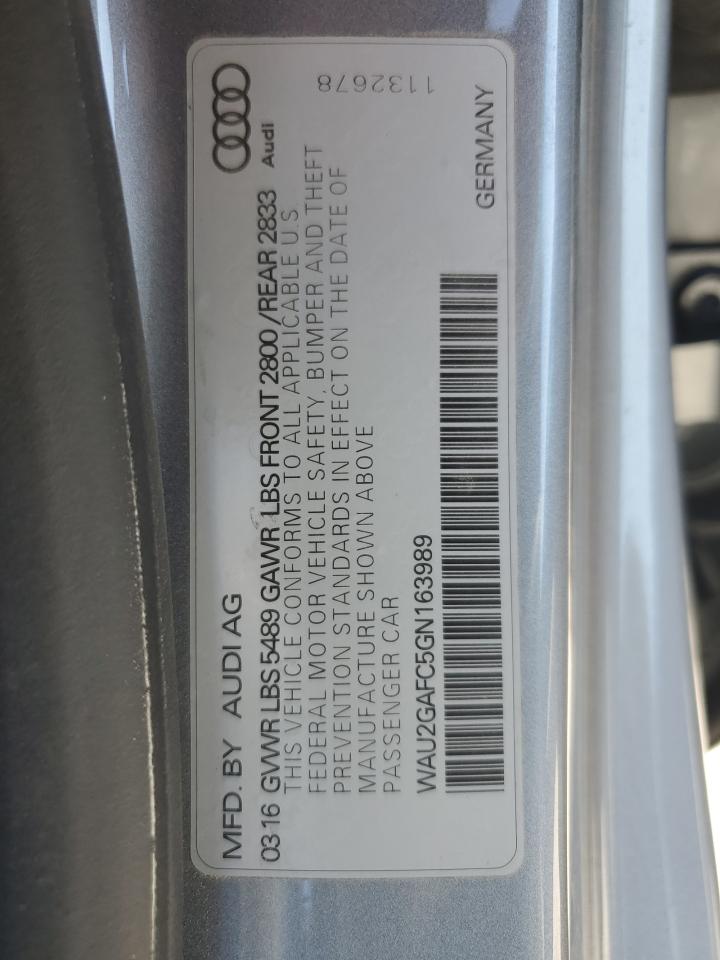 MFD. BY AUDI AG
03·16 GVWR LBS 5489 GAWR LBS FRONT 2800 /REAR 2833
Audi
THIS VEHICLE CONFORMS TO ALL APPLICABLE U.S.
FEDERAL MOTOR VEHICLE SAFETY, BUMPER AND THEFT
PREVENTION STANDARDS IN EFFECT ON THE DATE OF
MANUFACTURE SHOWN ABOVE
PASSENGER CAR
1132678
WAU2GAFC5GN163989
GERMANY